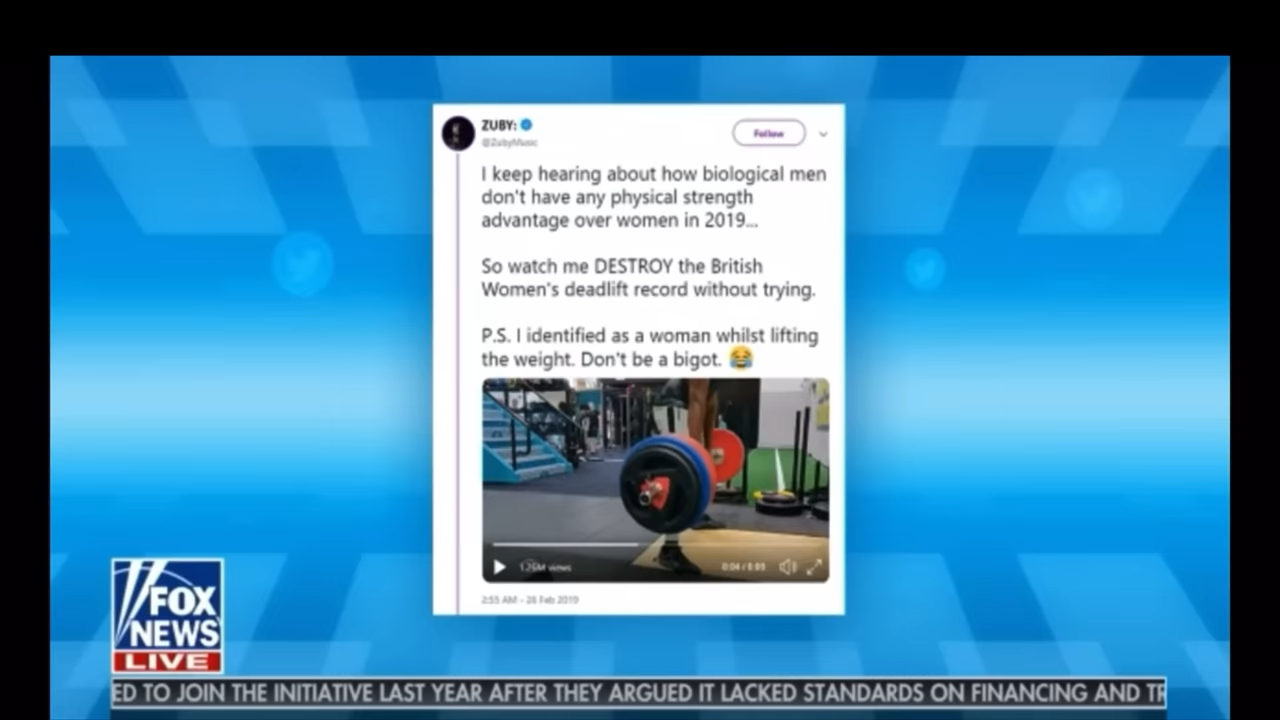 ZUBY:
@ZubyMusic
Follow
I keep hearing about how biological men
don't have any physical strength
advantage over women in 2019...
So watch me DESTROY the British
Women's deadlift record without trying.
P.S. I identified as a woman whilst lifting
the weight. Don't be a bigot. 😂
1.26M views
0:04 / 0:05
2:55 AM - 26 Feb 2019
FOX
NEWS
LIVE
ED TO JOIN THE INITIATIVE LAST YEAR AFTER THEY ARGUED IT LACKED STANDARDS ON FINANCING AND TR